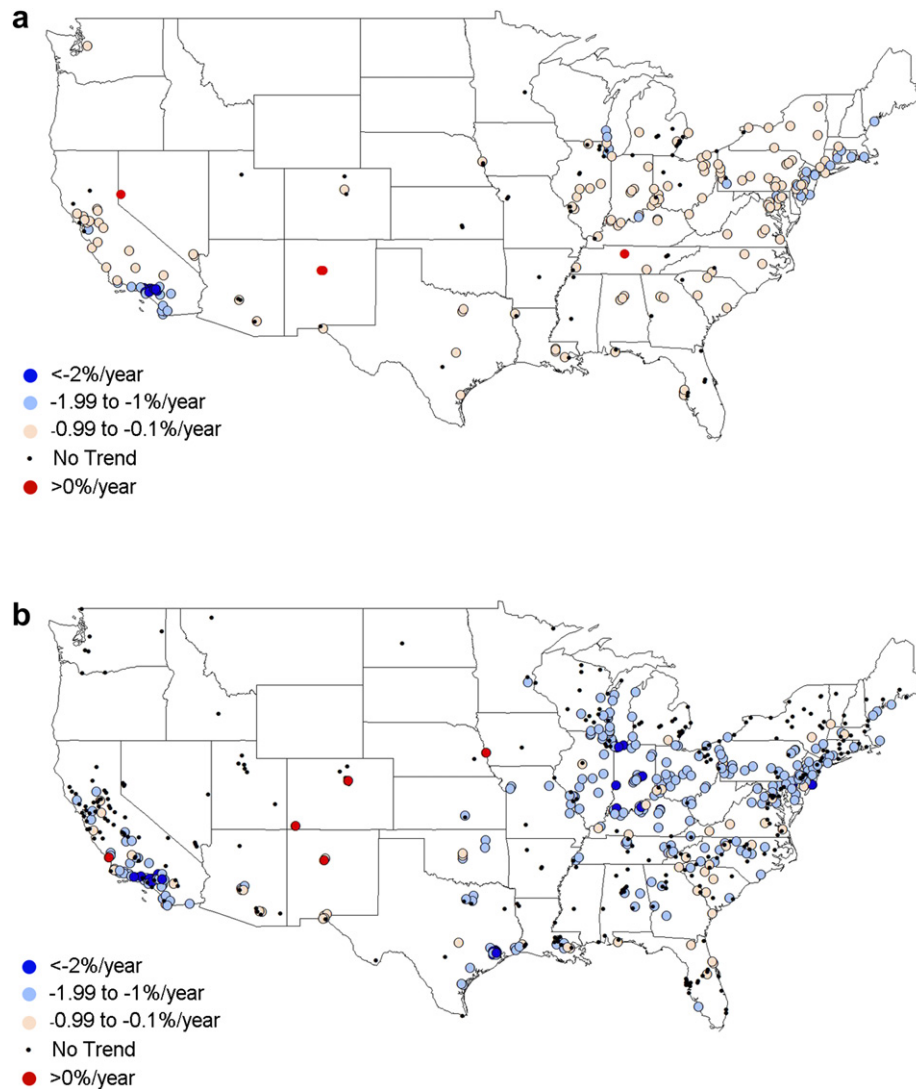 a
<-2%/year
-1.99 to -1%/year
-0.99 to -0.1%/year
No Trend
>0%/year
b
<-2%/year
-1.99 to -1%/year
-0.99 to -0.1%/year
No Trend
>0%/year